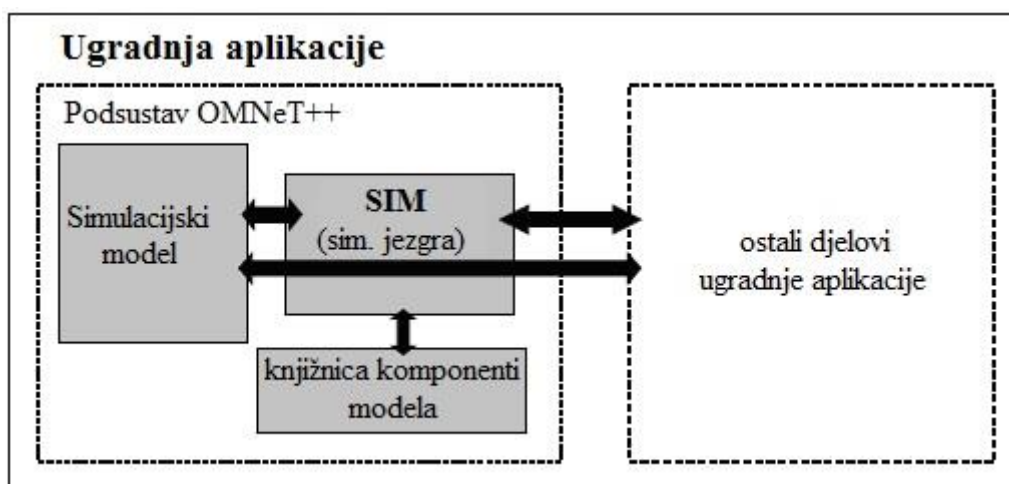 Ugradnja aplikacije
Podsustav OMNeT++
Simulacijski
model
SIM
(sim. jezgra)
knjižnica komponenti
modela
ostali djelovi
ugradnje aplikacije